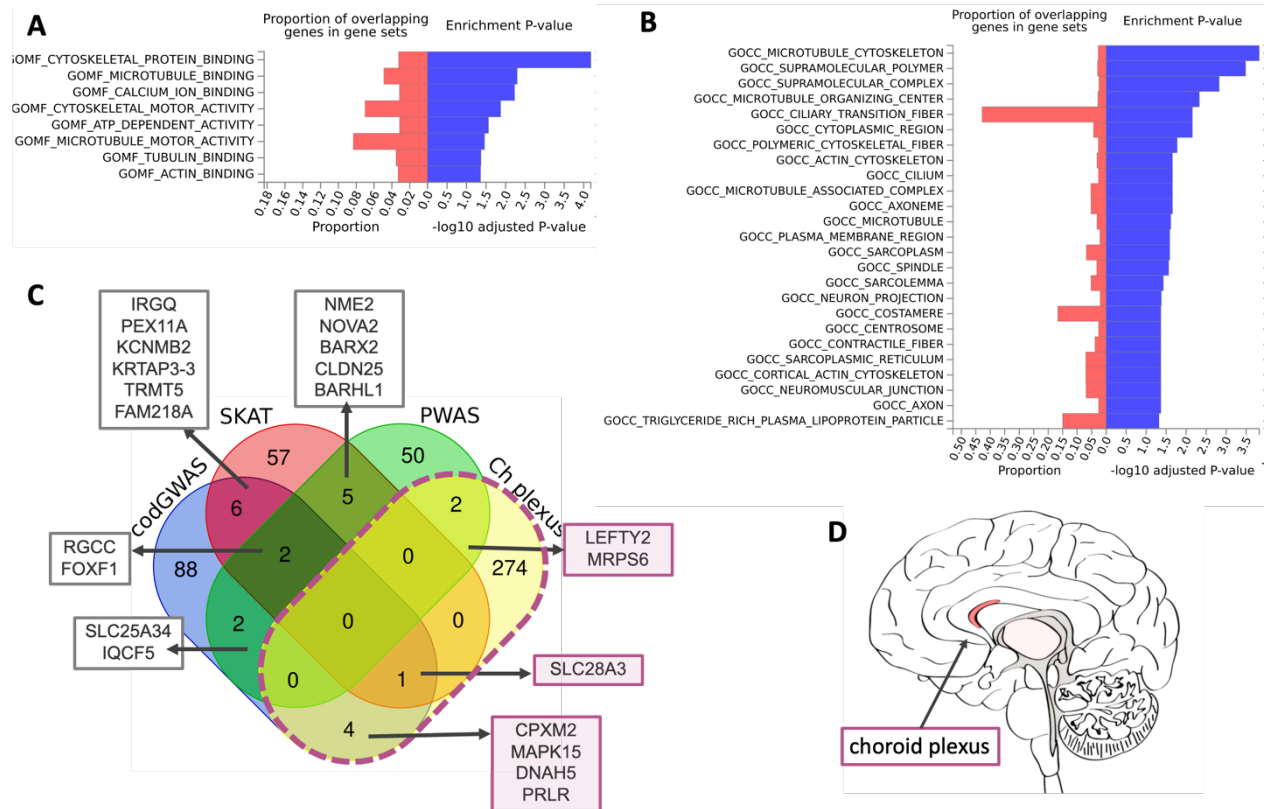 A
Proportion of overlapping
genes in gene sets
Enrichment P-value
GOMF_CYTOSKELETAL_PROTEIN_BINDING
GOMF_MICROTUBULE_BINDING
GOMF_CALCIUM_ION_BINDING
GOMF_CYTOSKELETAL_MOTOR_ACTIVITY
GOMF_ATP_DEPENDENT_ACTIVITY
GOMF_MICROTUBULE_MOTOR_ACTIVITY
GOMF_TUBULIN_BINDING
GOMF_ACTIN_BINDING
0.18 0.16 0.14 0.12 0.10 0.08 0.06 0.04 0.02 0.0 0.5 1.0 1.5 2.0 2.5 3.0 3.5 4.0
Proportion
-log10 adjusted P-value
B
Proportion of overlapping
genes in gene sets
Enrichment P-value
GOCC_MICROTUBULE_CYTOSKELETON
GOCC_SUPRAMOLECULAR_POLYMER
GOCC_SUPRAMOLECULAR_COMPLEX
GOCC_MICROTUBULE_ORGANIZING_CENTER
GOCC_CILIARY_TRANSITION_FIBER
GOCC_CYTOPLASMIC_REGION
GOCC_POLYMERIC_CYTOSKELETAL_FIBER
GOCC_ACTIN_CYTOSKELETON
GOCC_CILIUM
GOCC_MICROTUBULE_ASSOCIATED_COMPLEX
GOCC_AXONEME
GOCC_MICROTUBULE
GOCC_PLASMA_MEMBRANE_REGION
GOCC_SARCOPLASM
GOCC_SPINDLE
GOCC_SARCOLEMMA
GOCC_NEURON_PROJECTION
GOCC_COSTAMERE
GOCC_CENTROSOME
GOCC_CONTRACTILE_FIBER
GOCC_SARCOPLASMIC_RETICULUM
GOCC_CORTICAL_ACTIN_CYTOSKELETON
GOCC_NEUROMUSCULAR_JUNCTION
GOCC_AXON
GOCC_TRIGLYCERIDE_RICH_PLASMA_LIPOPROTEIN_PARTICLE
0.50 0.45 0.40 0.35 0.30 0.25 0.20 0.15 0.10 0.05 0.0 0.5 1.0 1.5 2.0 2.5 3.0 3.5
Proportion
-log10 adjusted P-value
C
IRGQ
PEX11A
KCNMB2
KRTAP3-3
TRMT5
FAM218A
NME2
NOVA2
BARX2
CLDN25
BARHL1
SKAT
PWAS
codGWAS
Ch plexus
57
50
6
5
2
88
2
0
274
2
0
0
0
1
4
RGCC
FOXF1
SLC25A34
IQCF5
LEFTY2
MRPS6
SLC28A3
CPXM2
MAPK15
DNAH5
PRLR
D
choroid plexus